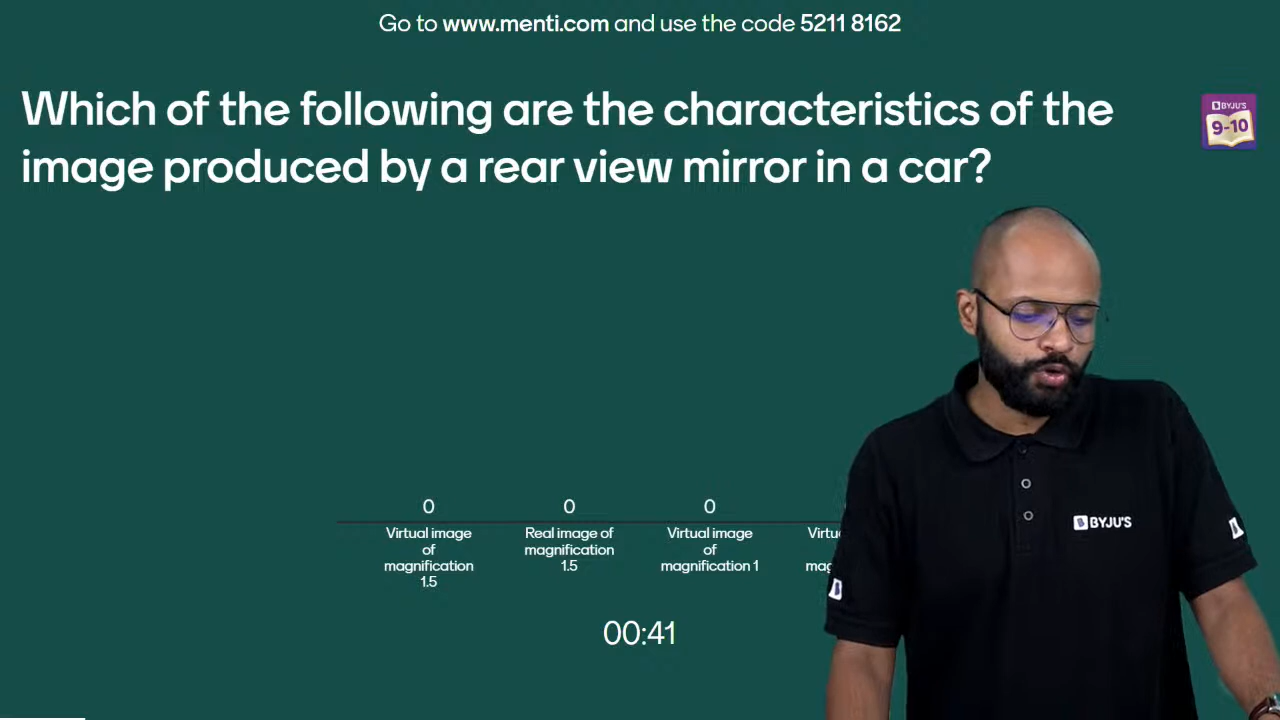 Go to www.menti.com and use the code 5211 8162
Which of the following are the characteristics of the
image produced by a rear view mirror in a car?
BYJU'S
9-10
0
0
0
Virtual image
of
magnification
1.5
Real image of
magnification
1.5
Virtual image
of
magnification 1
00:41
BYJU'S